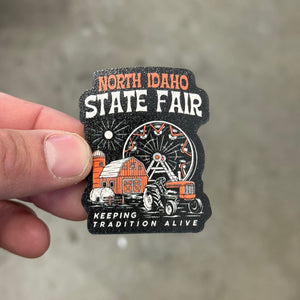 NORTH IDAHO
STATE FAIR
KEEPING
TRADITION ALIVE